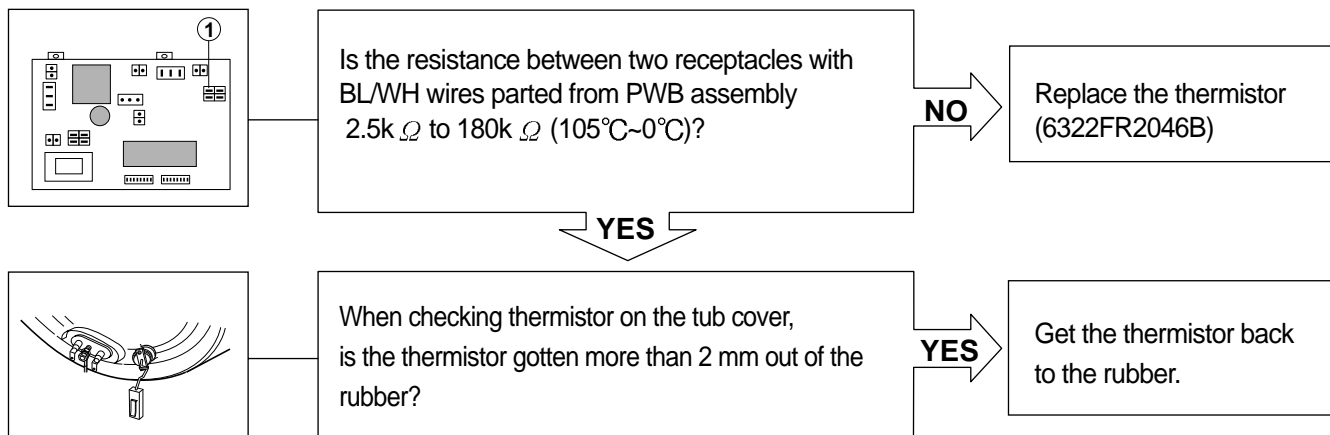 1
Is the resistance between two receptacles with
BL/WH wires parted from PWB assembly
2.5k Ω to 180k Ω (105℃~0℃)?
NO
Replace the thermistor
(6322FR2046B)
YES
When checking thermistor on the tub cover,
is the thermistor gotten more than 2 mm out of the
rubber?
YES
Get the thermistor back
to the rubber.